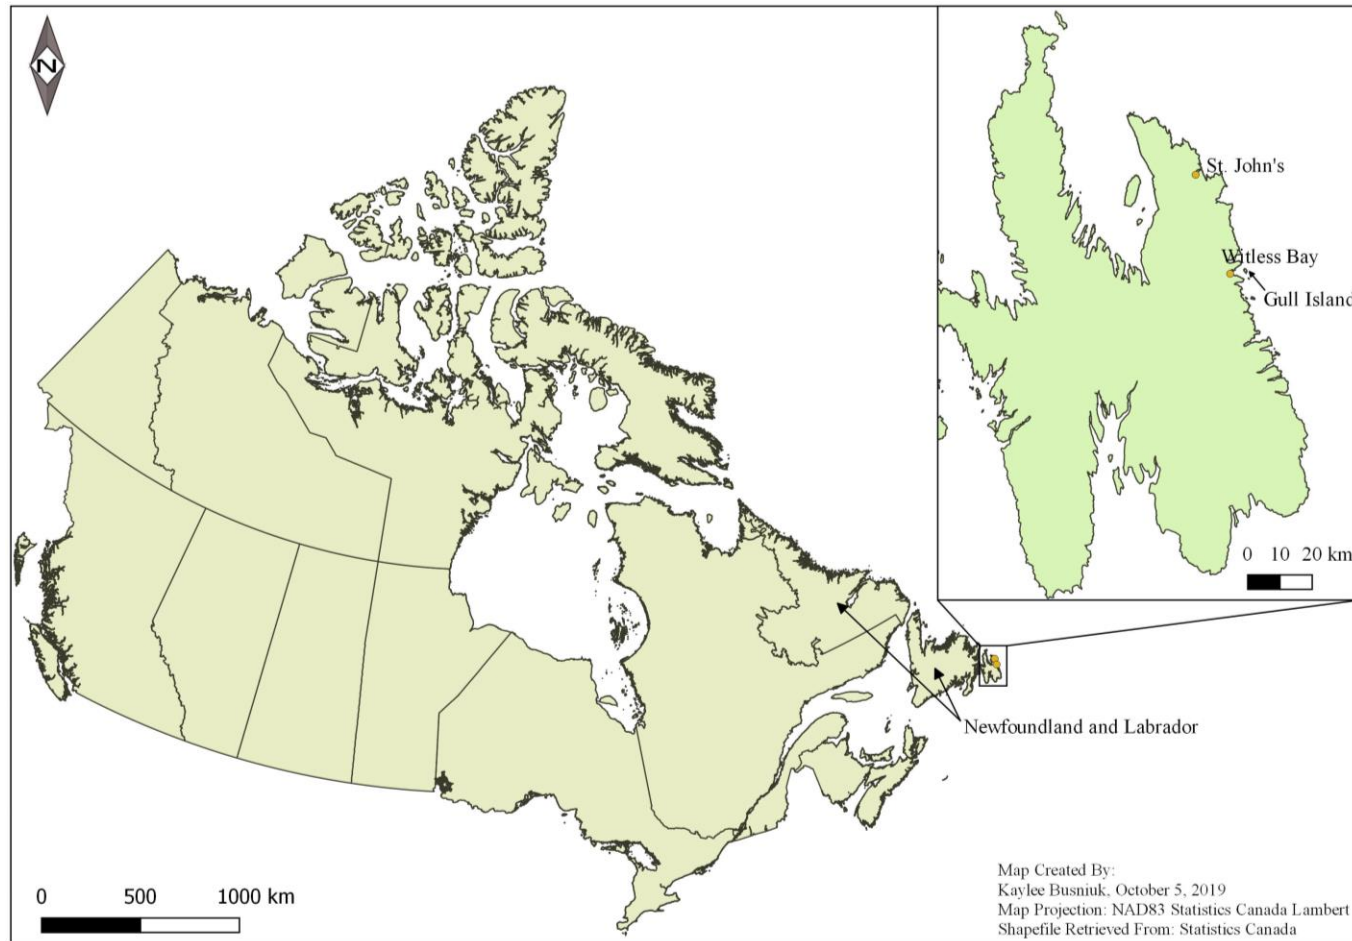 N
St. John's
Witless Bay
Gull Island
0 10 20 km
Newfoundland and Labrador
0 500 1000 km
Map Created By:
Kaylee Busniuk, October 5, 2019
Map Projection: NAD83 Statistics Canada Lambert
Shapefile Retrieved From: Statistics Canada